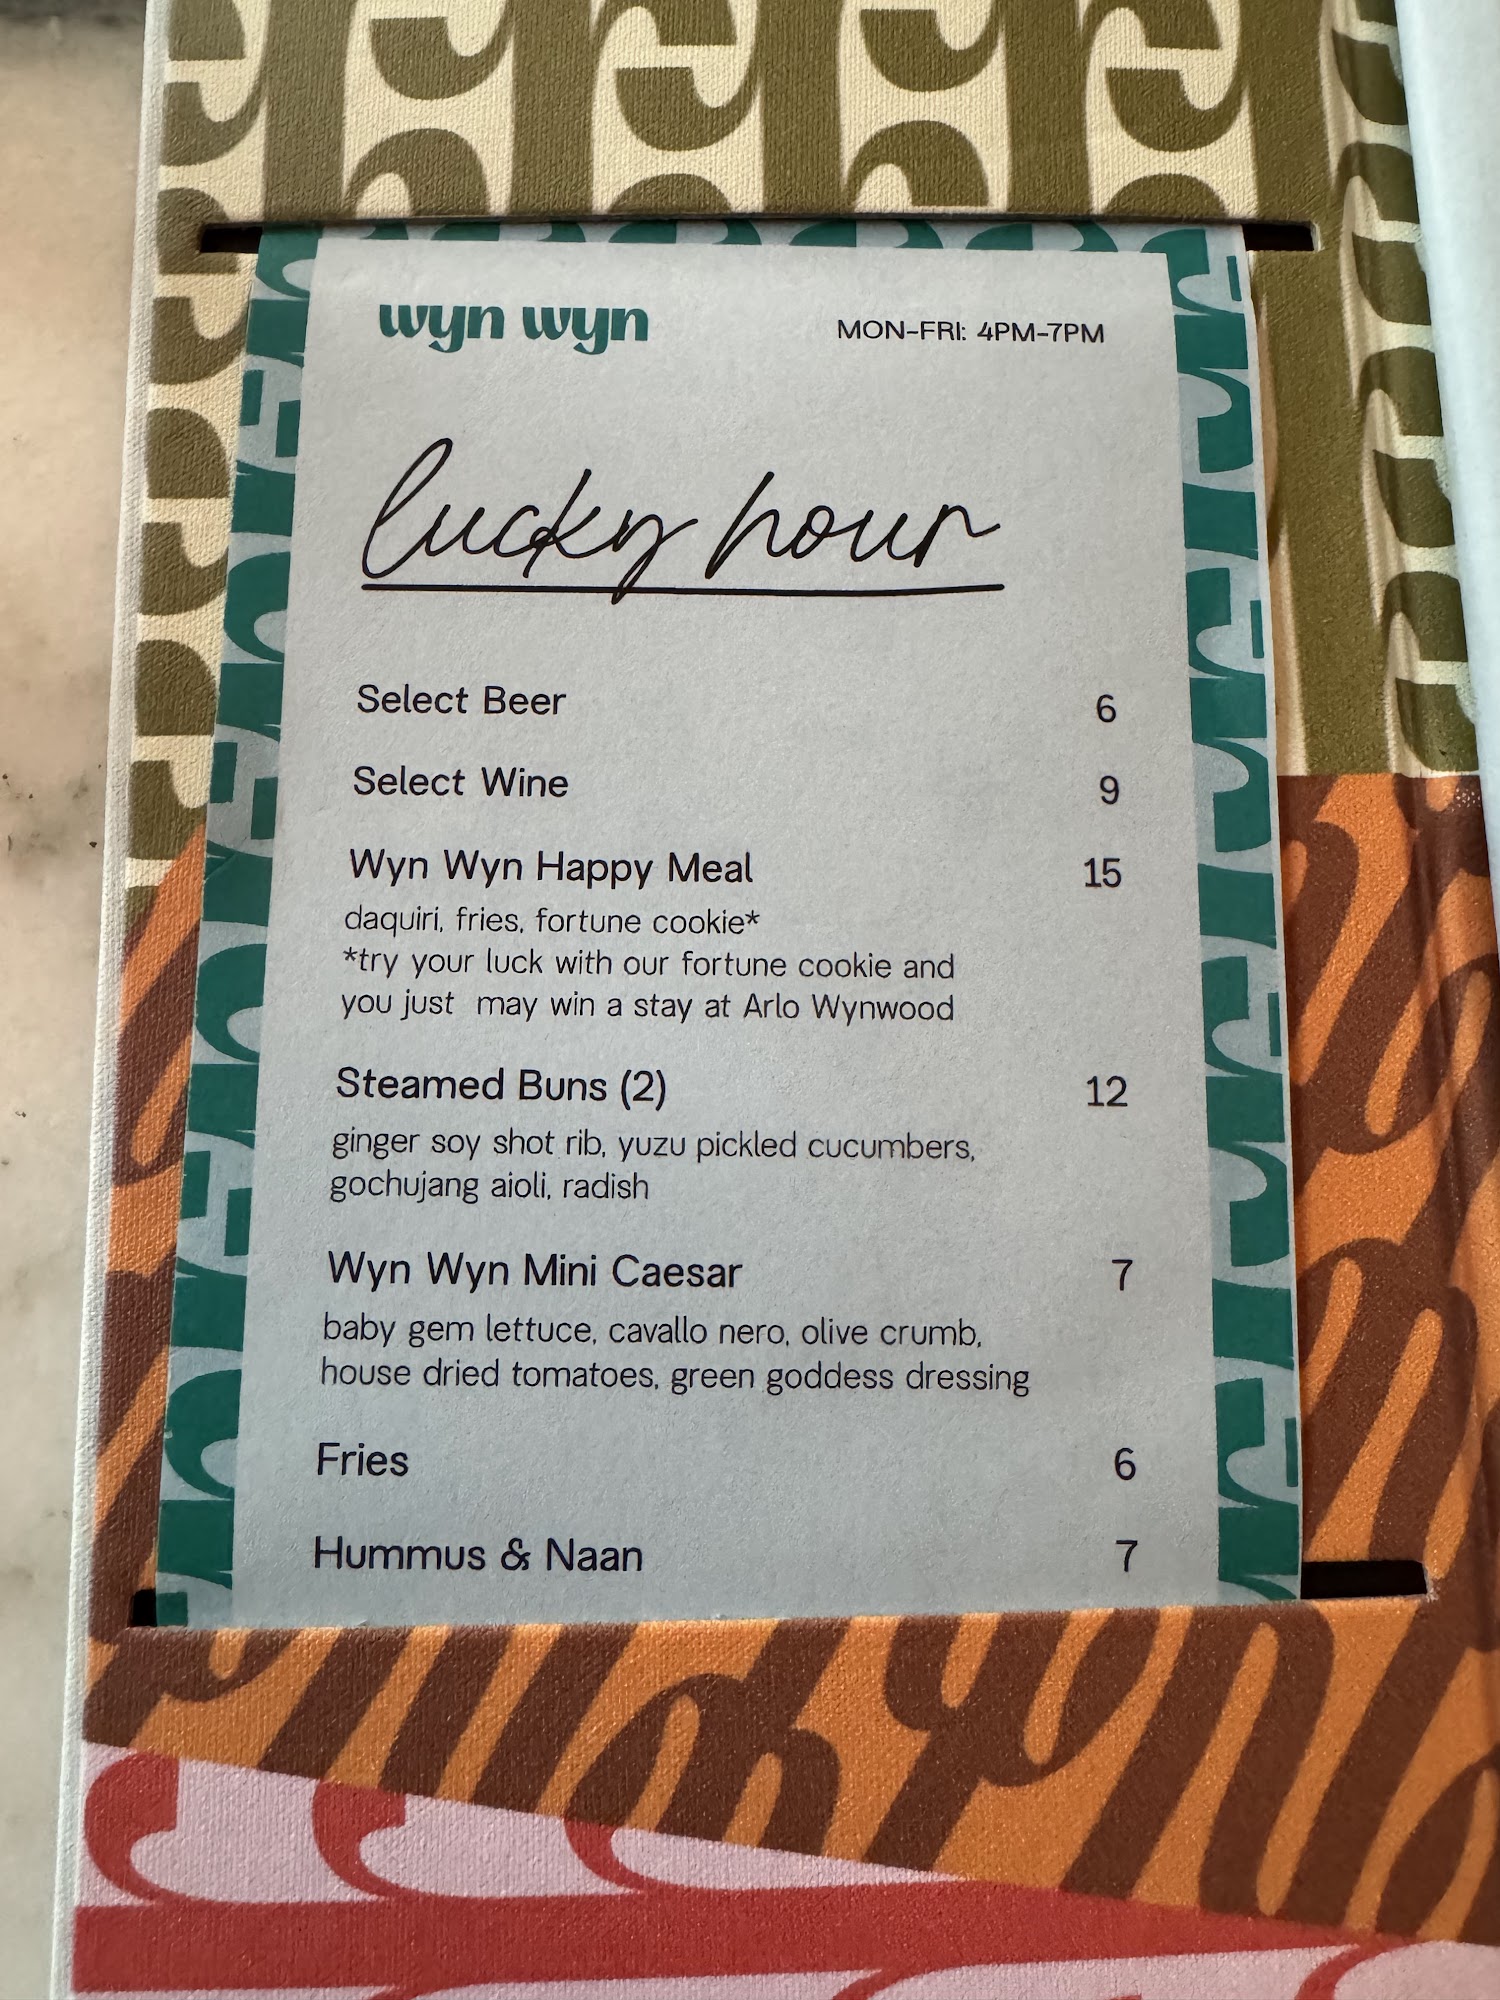 wyn wyn MON-FRI: 4PM-7PM
lucky hour
Select Beer 6
Select Wine 9
Wyn Wyn Happy Meal 15
daquiri, fries, fortune cookie*
*try your luck with our fortune cookie and
you just may win a stay at Arlo Wynwood
Steamed Buns (2) 12
ginger soy shot rib, yuzu pickled cucumbers,
gochujang aioli, radish
Wyn Wyn Mini Caesar 7
baby gem lettuce, cavallo nero, olive crumb,
house dried tomatoes, green goddess dressing
Fries 6
Hummus & Naan 7